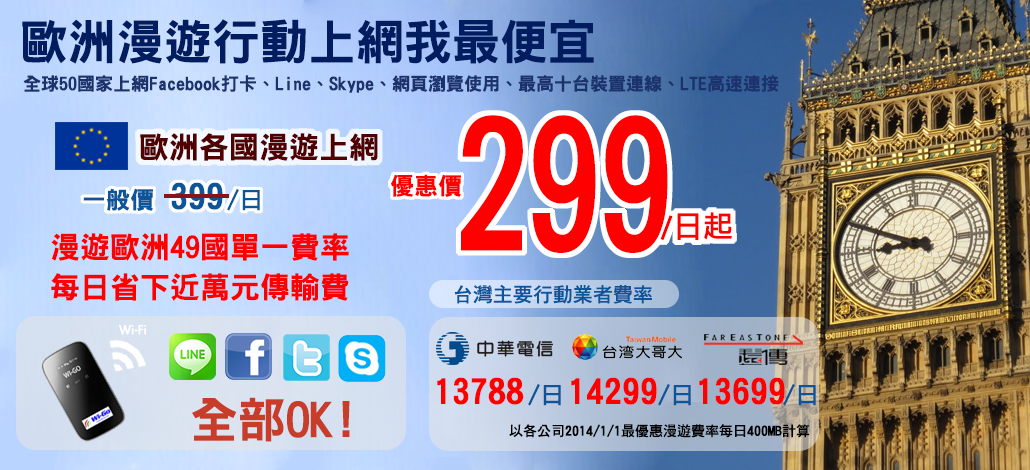 歐洲漫遊行動上網我最便宜
全球50國家上網Facebook打卡、Line、Skype、網頁瀏覽使用、最高十台裝置連線、LTE高速連接
歐洲各國漫遊上網
一般價 399/日
優惠價 299/日起
漫遊歐洲49國單一費率
每日省下近萬元傳輸費
台灣主要行動業者費率
Wi-Fi
WI-GO
Wi-Go
LINE
全部OK!
中華電信
Taiwan Mobile
台灣大哥大
FAREASTONE
遠傳
13788/日 14299/日 13699/日
以各公司2014/1/1最優惠漫遊費率每日400MB計算